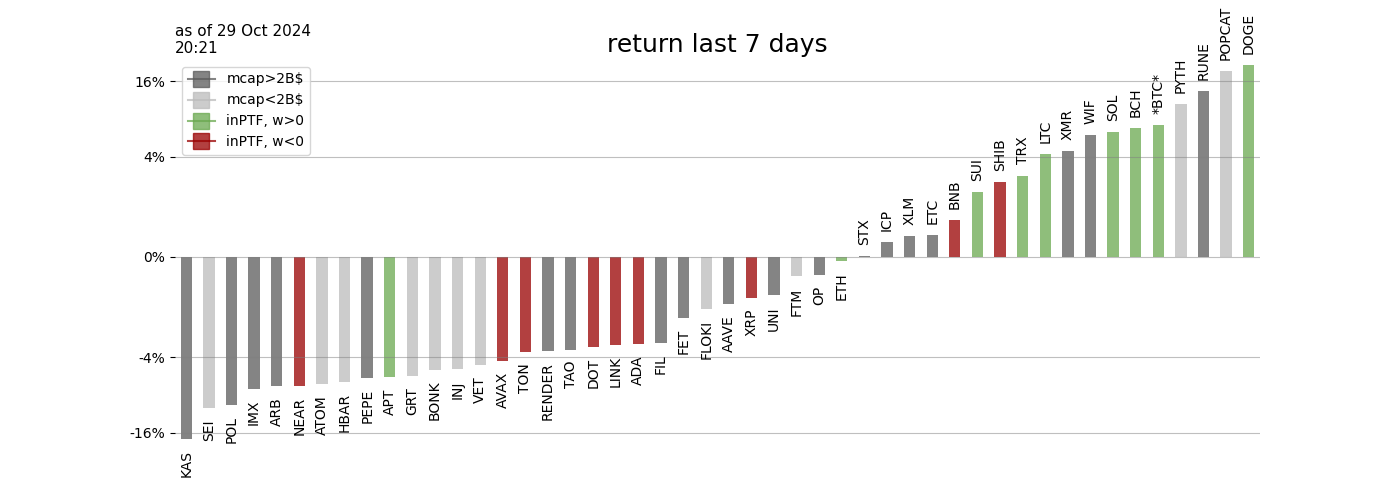 as of 29 Oct 2024
20:21
return last 7 days
mcap>2B$
mcap<2B$
inPTF, w>0
inPTF, w<0
16%
4%
0%
-4%
-16%
KAS
SEI
POL
IMX
ARB
NEAR
ATOM
HBAR
PEPE
APT
GRT
BONK
INJ
VET
AVAX
TON
RENDER
TAO
DOT
LINK
ADA
FIL
FET
FLOKI
AAVE
XRP
UNI
FTM
OP
ETH
STX
ICP
XLM
ETC
BNB
SUI
SHIB
TRX
LTC
XMR
WIF
SOL
BCH
*BTC*
PYTH
RUNE
POPCAT
DOGE